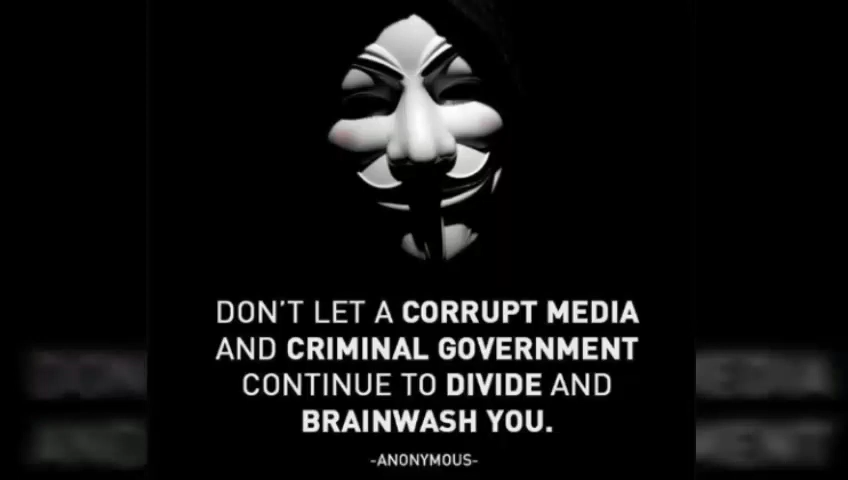 DON'T LET A CORRUPT MEDIA
AND CRIMINAL GOVERNMENT
CONTINUE TO DIVIDE AND
BRAINWASH YOU.
-ANONYMOUS-